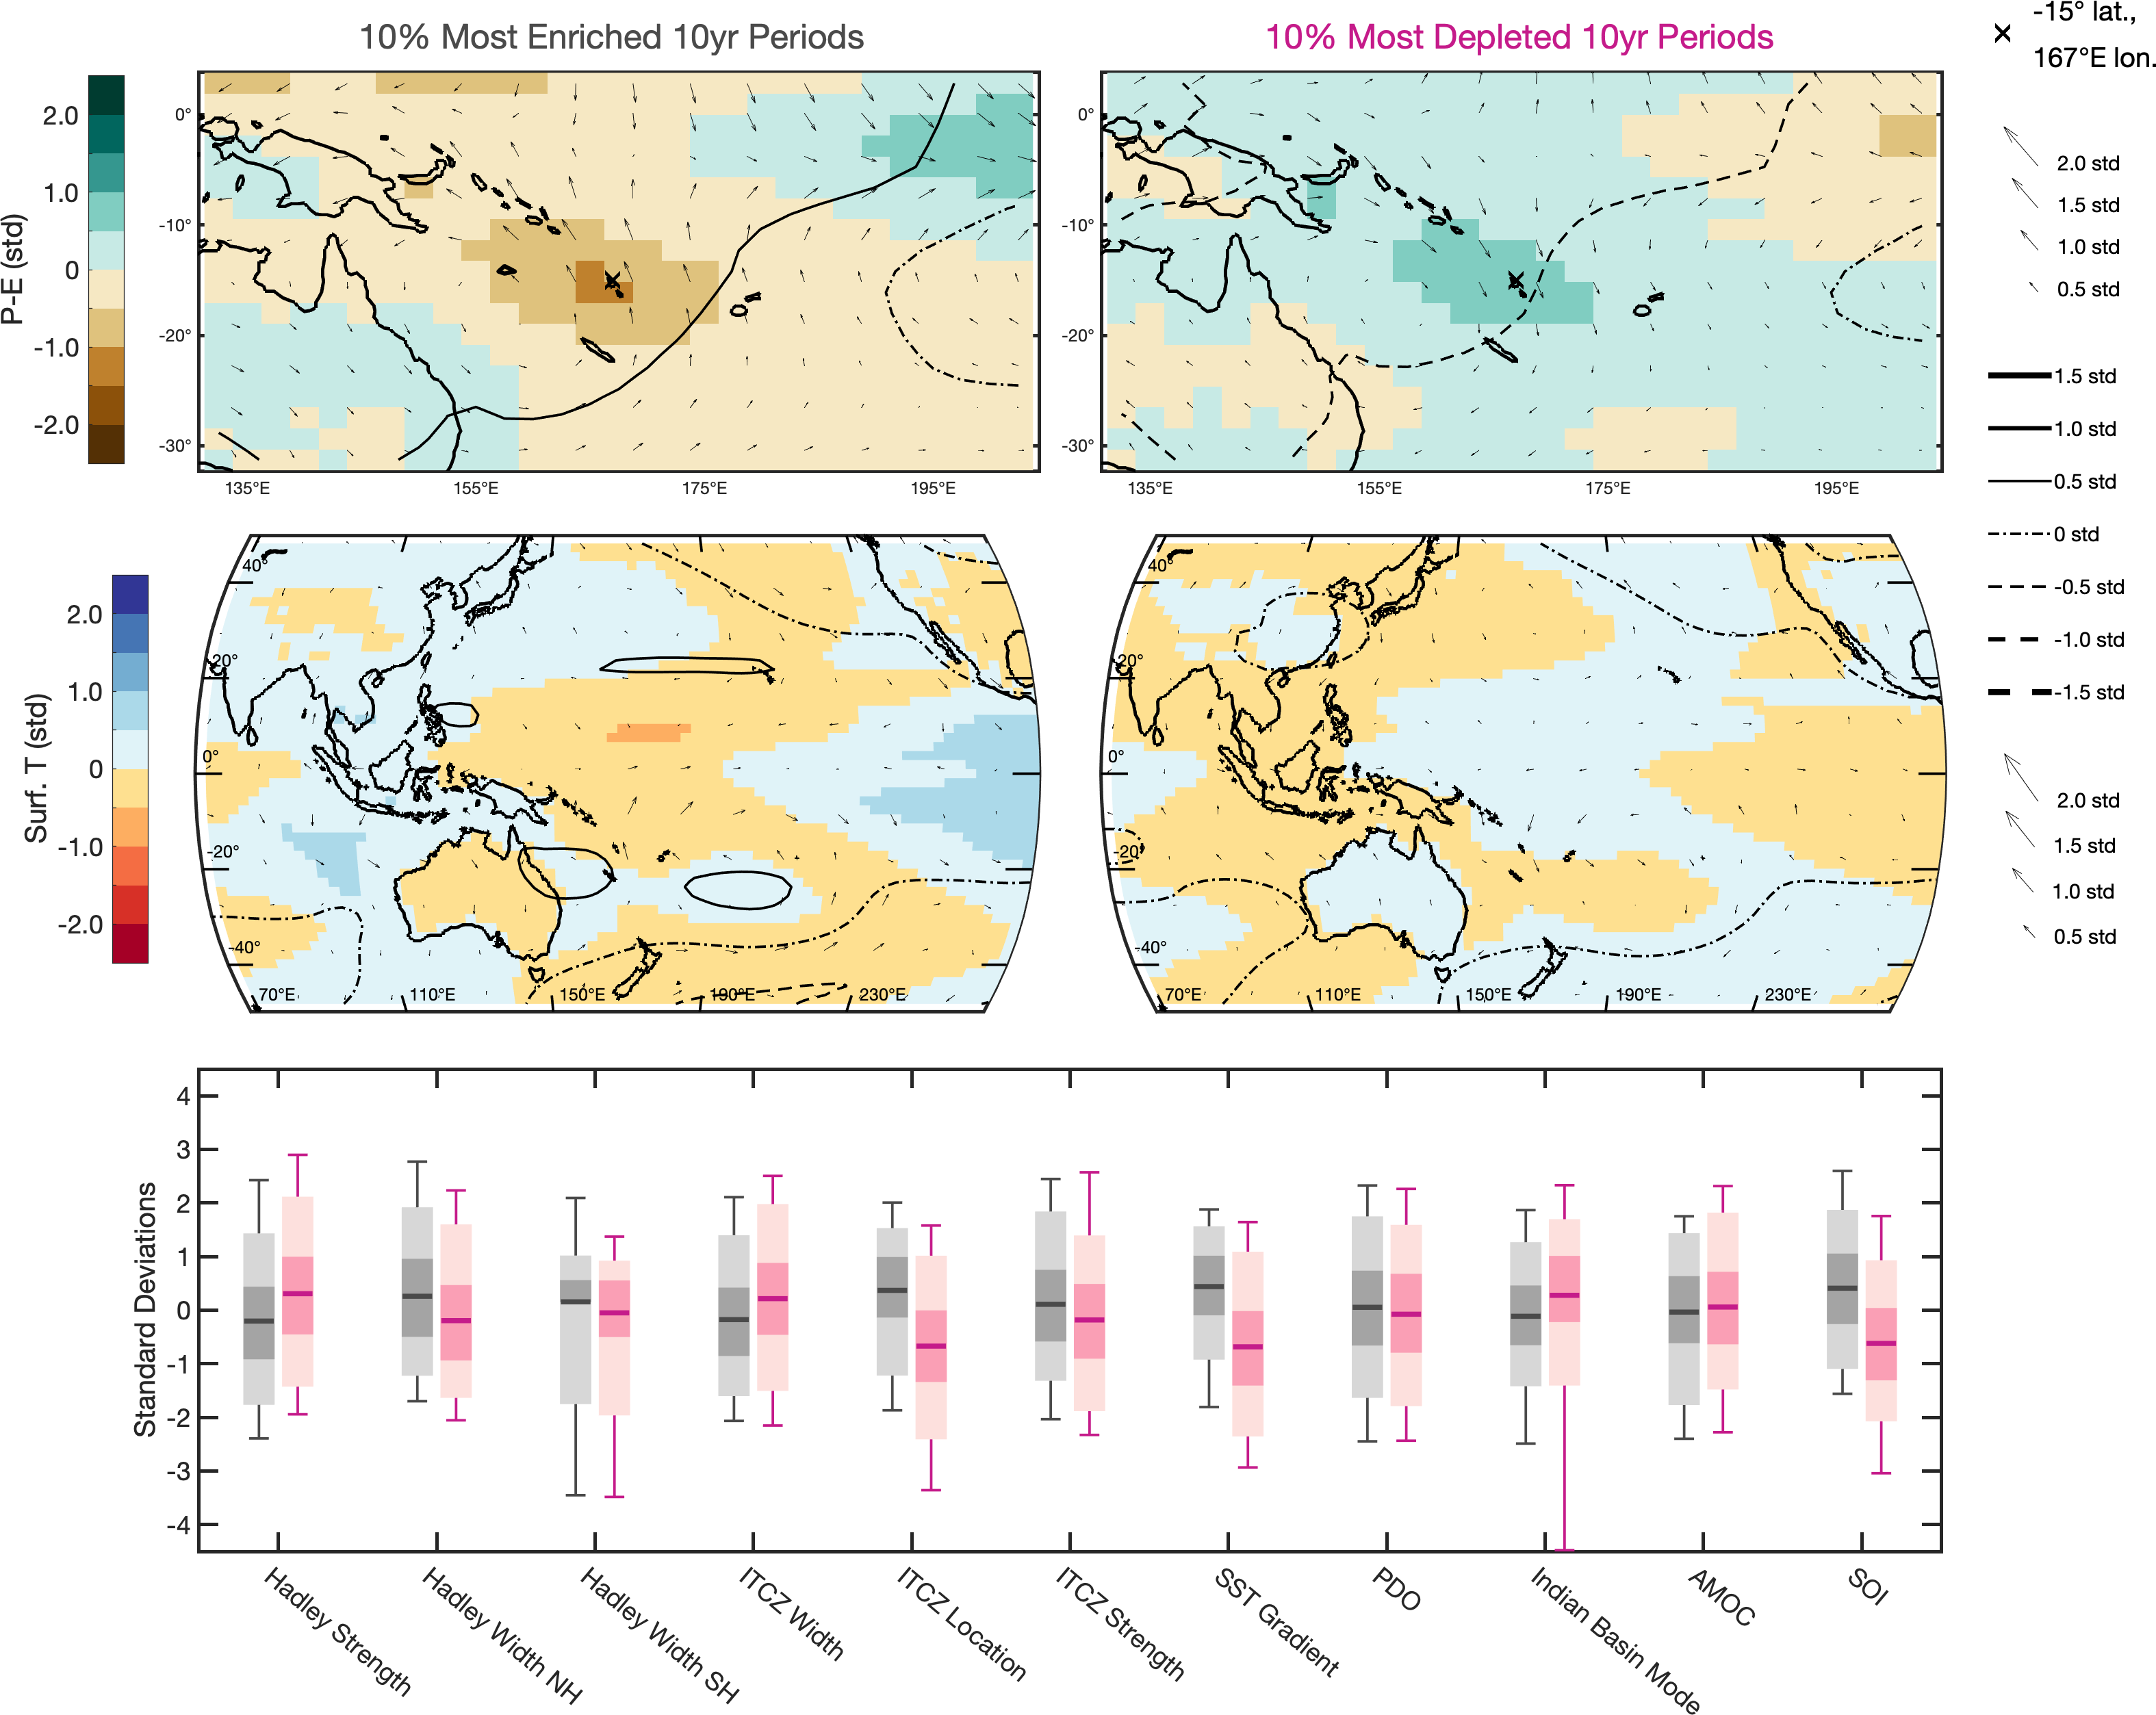 10% Most Enriched 10yr Periods
10% Most Depleted 10yr Periods
-15° lat.,
167°E lon.
P-E (std)
2.0
1.0
0
-1.0
-2.0
0°
-10°
-20°
-30°
135°E
155°E
175°E
195°E
0°
-10°
-20°
-30°
135°E
155°E
175°E
195°E
2.0 std
1.5 std
1.0 std
0.5 std
1.5 std
1.0 std
0.5 std
0 std
-0.5 std
-1.0 std
-1.5 std
2.0 std
1.5 std
1.0 std
0.5 std
Surf. T (std)
2.0
1.0
0
-1.0
-2.0
40°
20°
0°
-20°
-40°
70°E
110°E
150°E
190°E
230°E
40°
20°
0°
-20°
-40°
70°E
110°E
150°E
190°E
230°E
Standard Deviations
4
3
2
1
0
-1
-2
-3
-4
Hadley Strength
Hadley Width NH
Hadley Width SH
ITCZ Width
ITCZ Location
ITCZ Strength
SST Gradient
PDO
Indian Basin Mode
AMOC
SOI